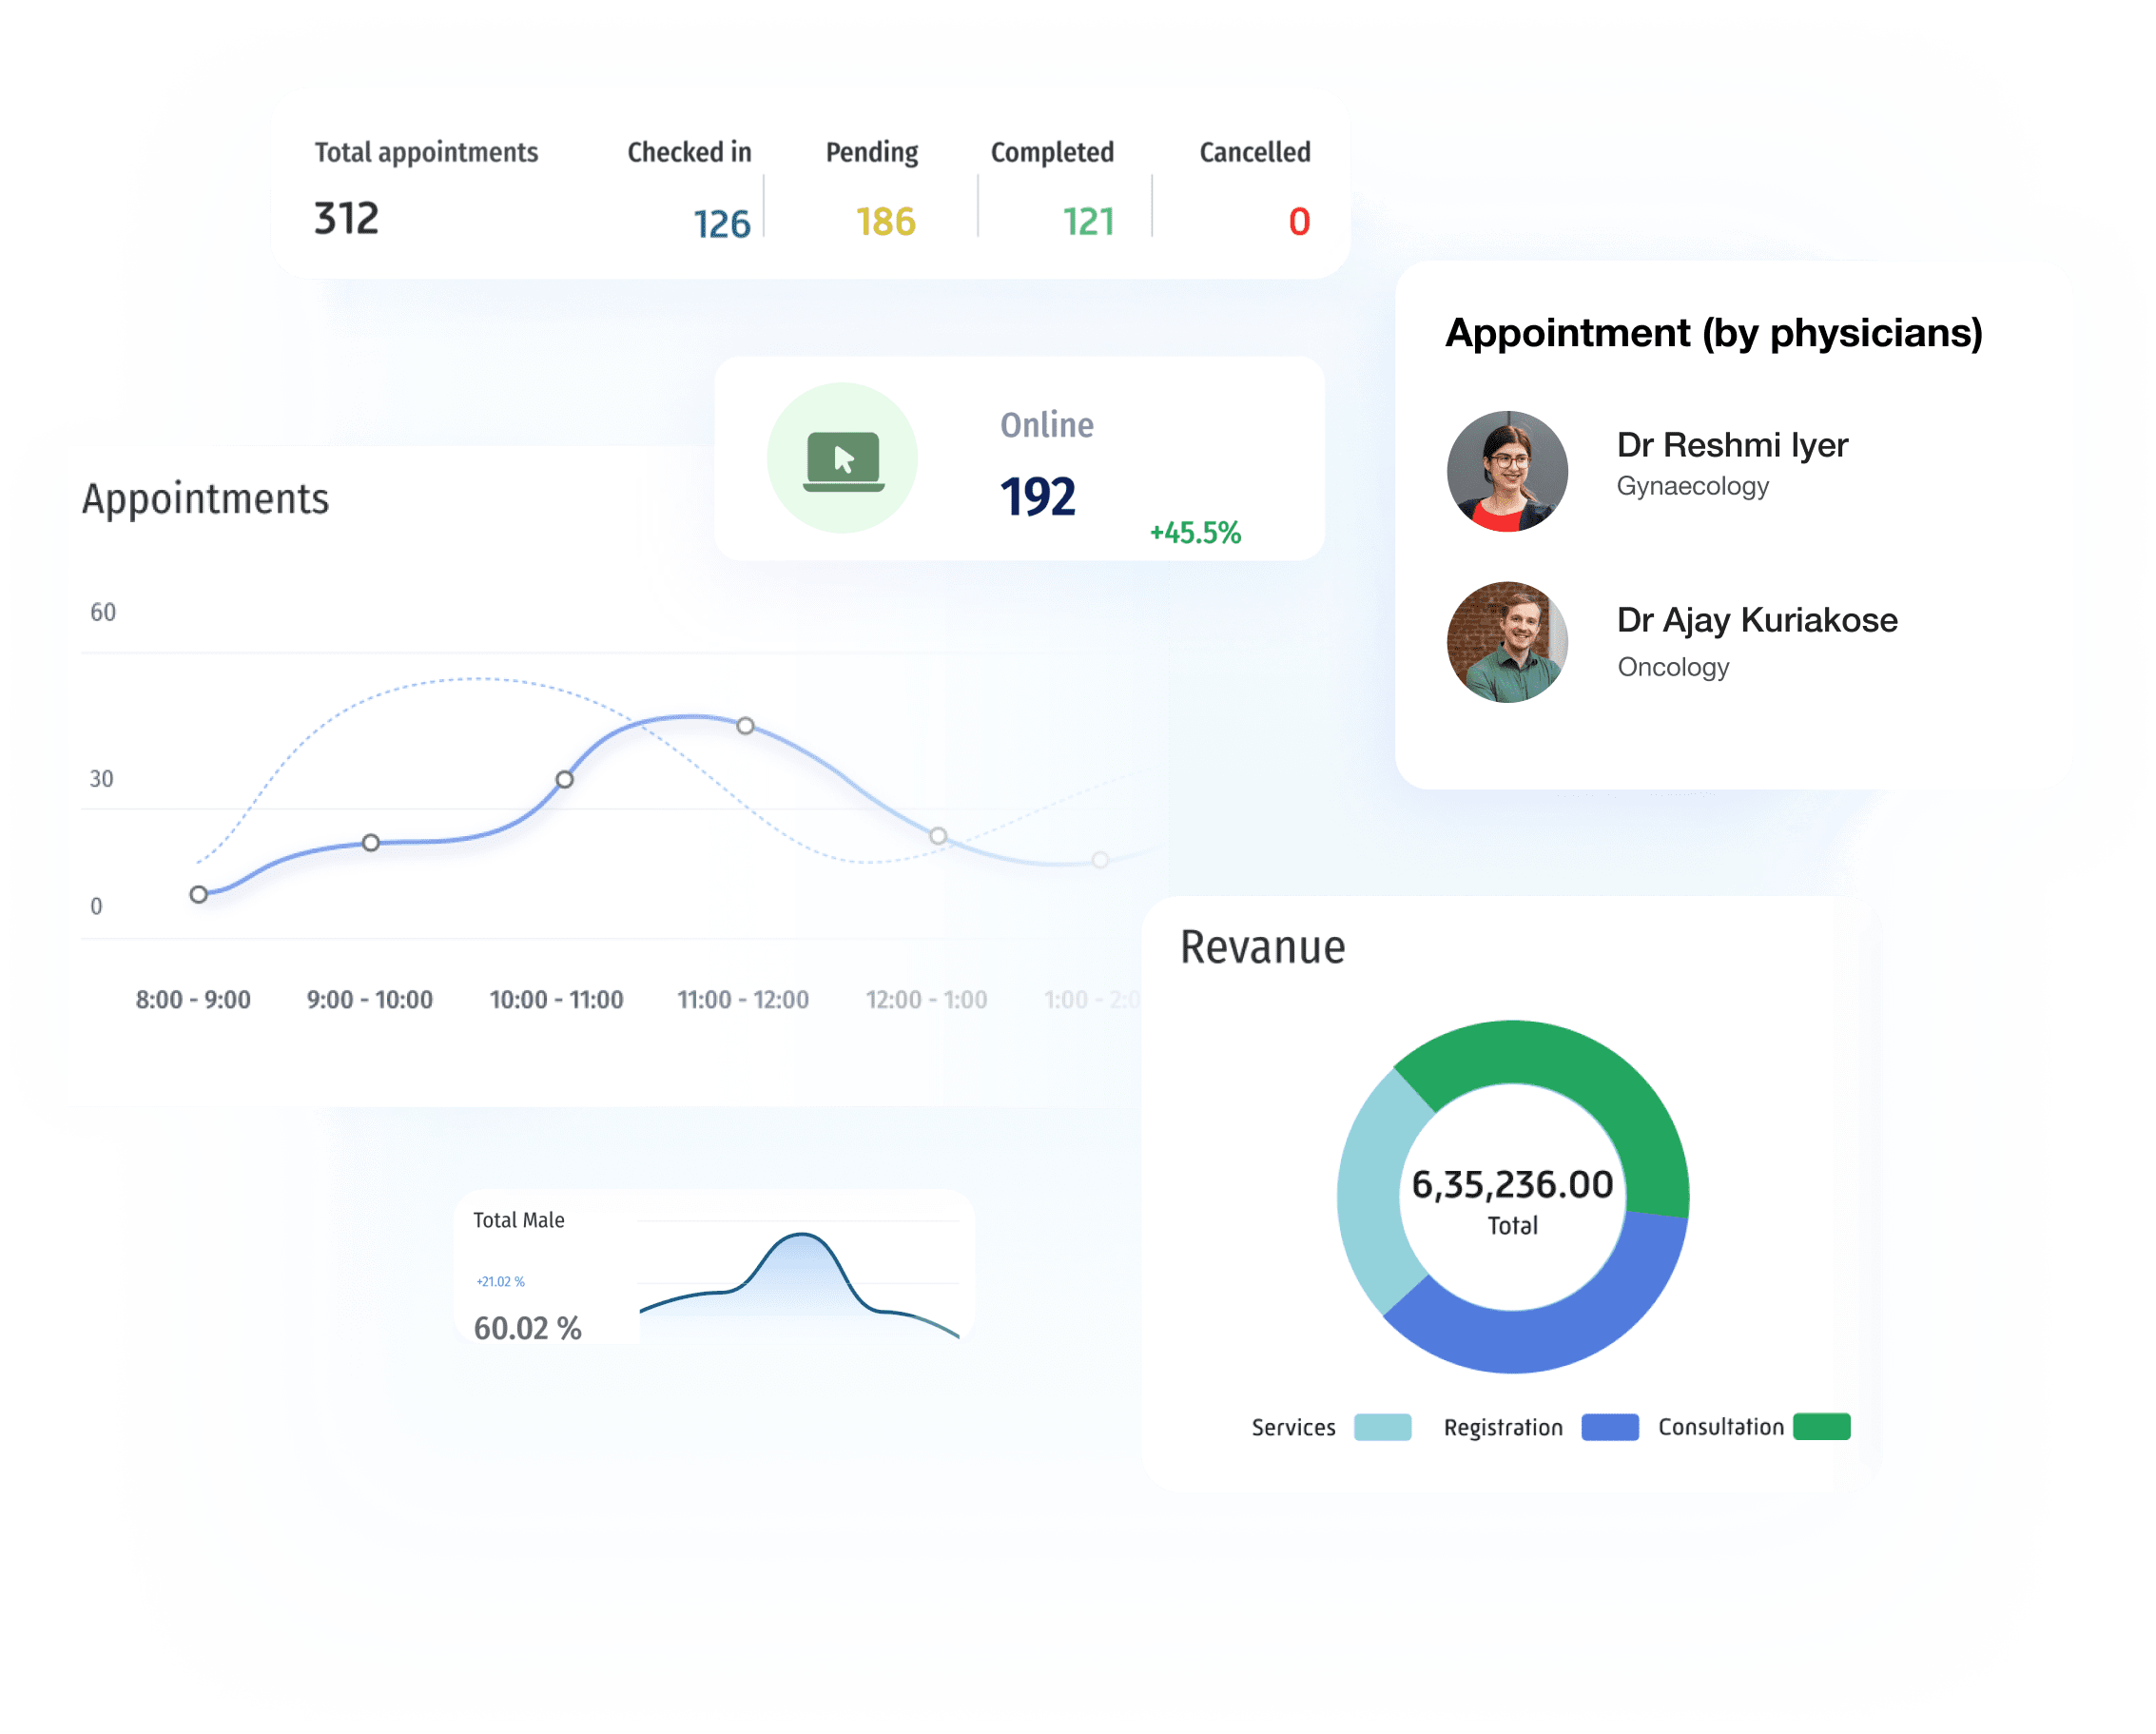 Total appointments
312
Checked in
126
Pending
186
Completed
121
Cancelled
0
Appointment (by physicians)
Dr Reshmi Iyer
Gynaecology
Dr Ajay Kuriakose
Oncology
Online
192
+45.5%
Appointments
60
30
0
8:00 - 9:00 9:00 - 10:00 10:00 - 11:00 11:00 - 12:00 12:00 - 1:00 1:00 - 2:0
Revanue
6,35,236.00
Total
Services Registration Consultation
Total Male
+21.02 %
60.02 %